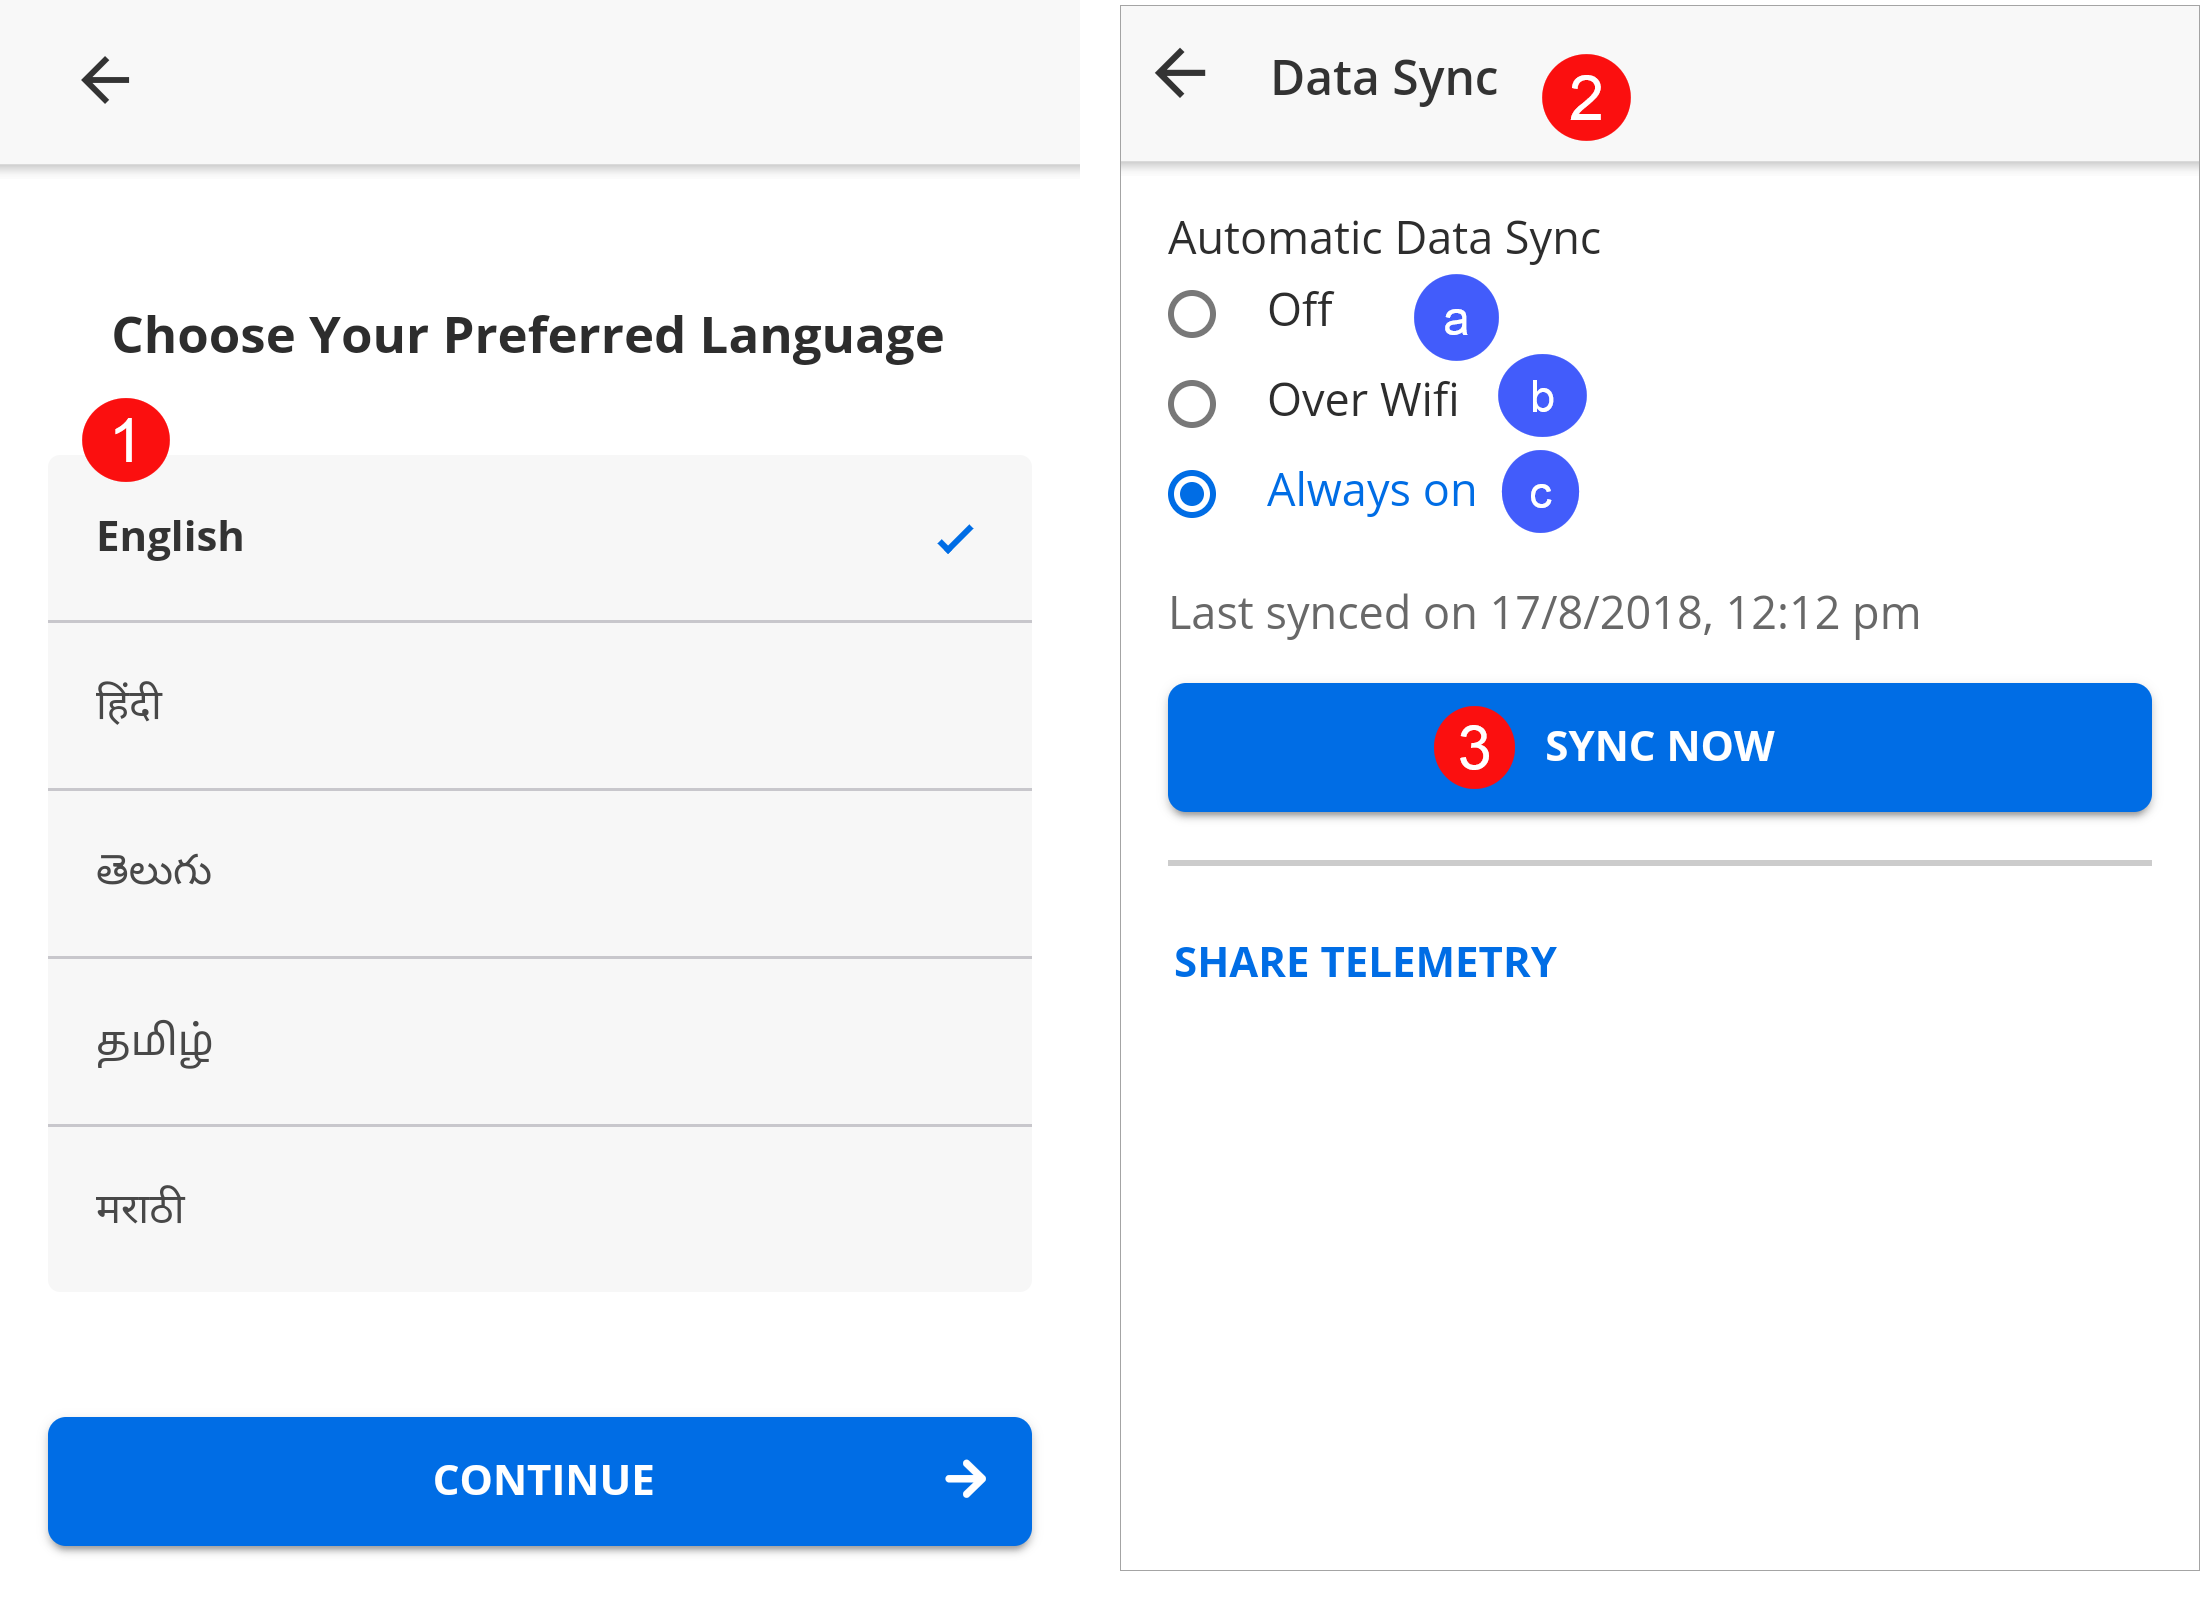 Choose Your Preferred Language
1
English
हिंदी
తెలుగు
தமிழ்
मराठी
CONTINUE
Data Sync 2
Automatic Data Sync
Off a
Over Wifi b
Always on c
Last synced on 17/8/2018, 12:12 pm
3 SYNC NOW
SHARE TELEMETRY